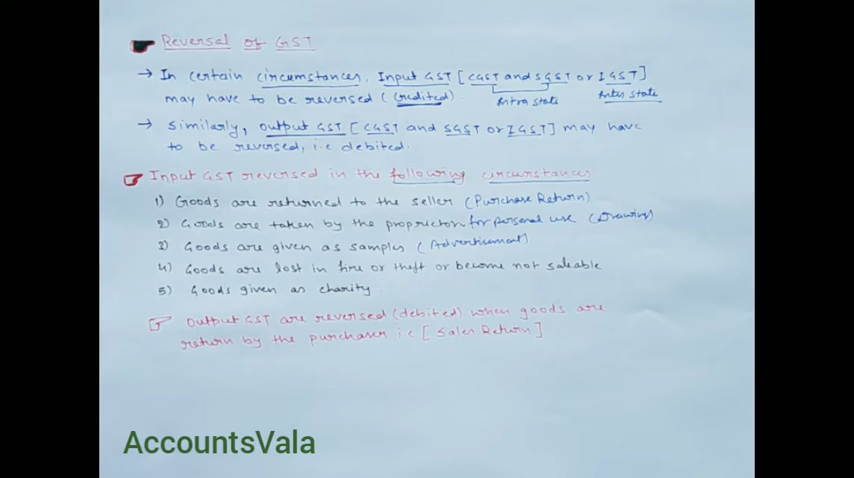 Reversal of GST
→ In certain circumstances, Input GST [CGST and SGST or IGST]
may have to be reversed (credited)
Intra state
Inter state
→ Similarly, output GST [CGST and SGST or IGST] may have
to be reversed, i.e debited.
Input GST reversed in the following circumstances
1) Goods are returned to the seller (Purchase Return)
2) Goods are taken by the proprietor for personal use (Drawing)
3) Goods are given as samples (Advertisement)
4) Goods are lost in fire or theft or become not saleable
5) Goods given as charity.
Output GST are reversed (debited) when goods are
return by the purchaser i.e [Sales Return]
AccountsVala